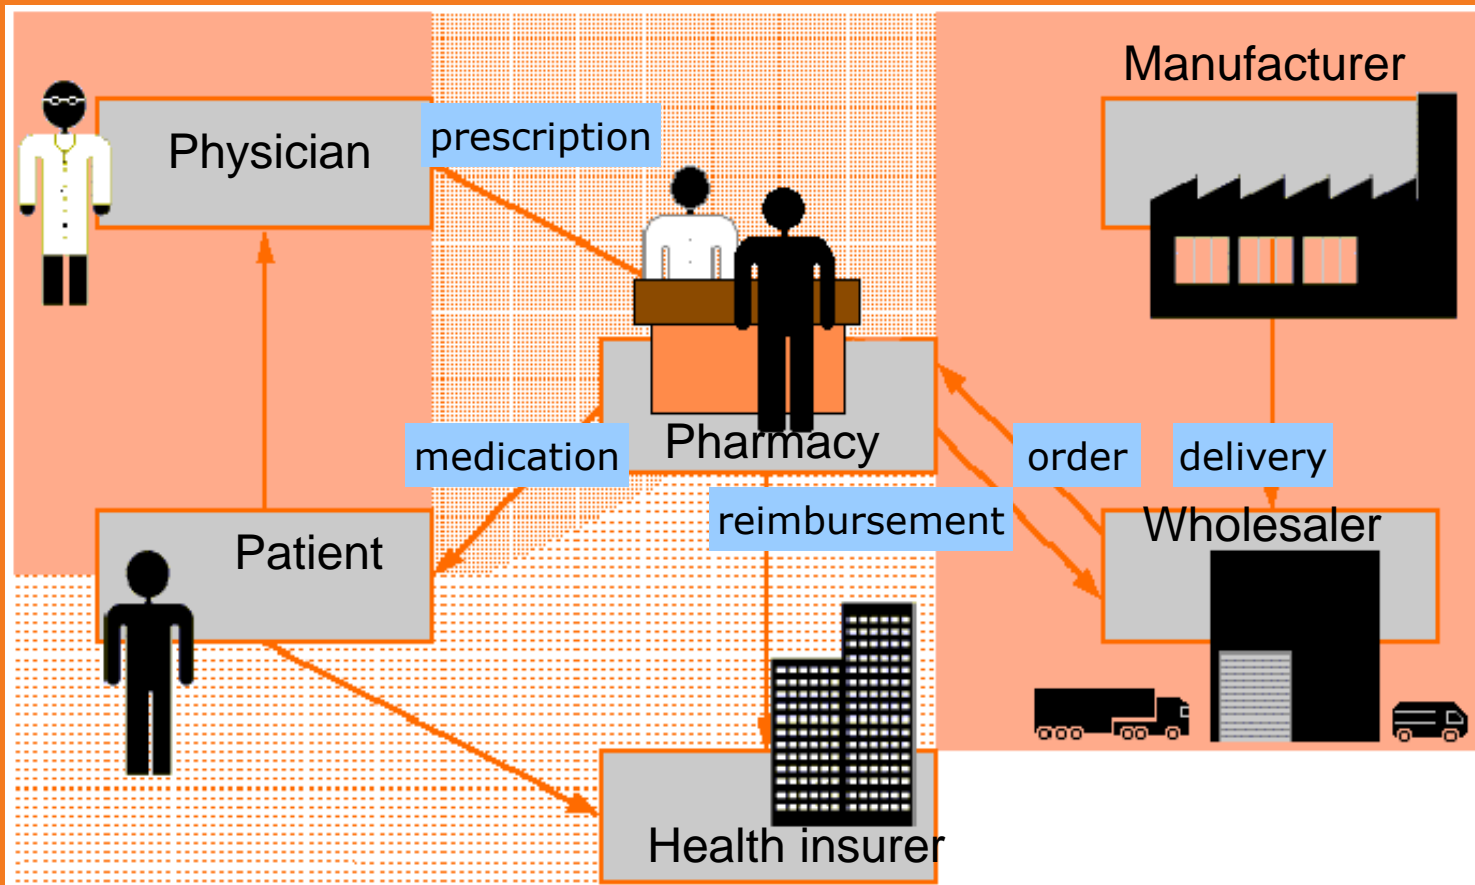 Manufacturer
prescription
Physician
Pharmacy
medication
order
delivery
reimbursement
Wholesaler
Patient
Health insurer